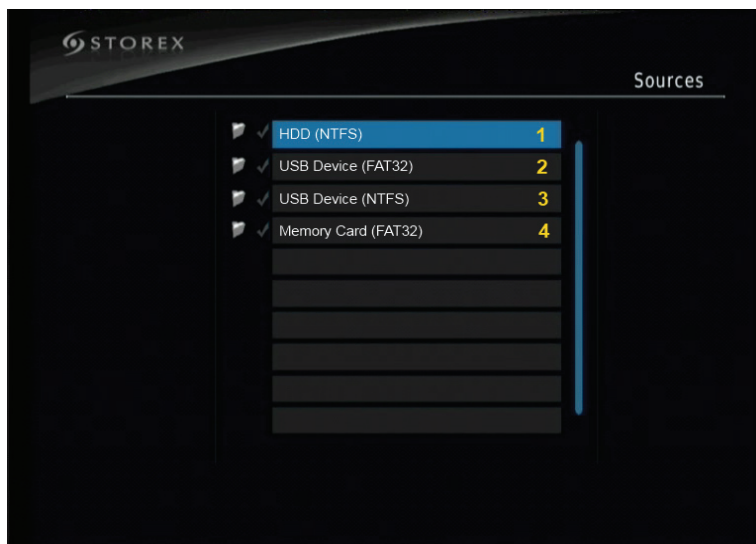 STOREX
Sources
HDD (NTFS) 1
USB Device (FAT32) 2
USB Device (NTFS) 3
Memory Card (FAT32) 4